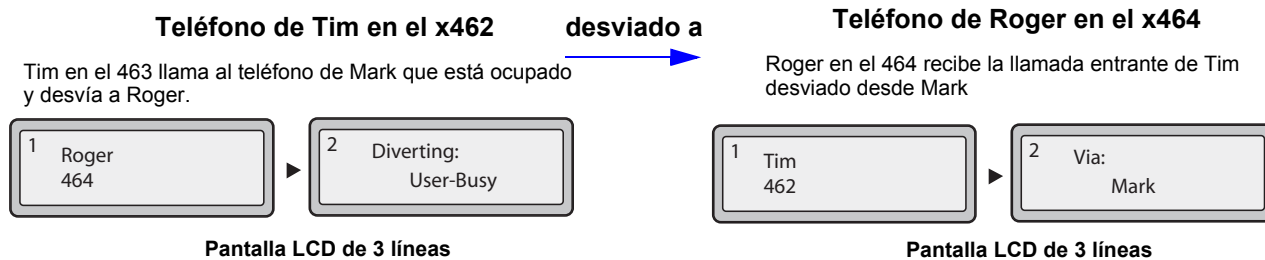 Teléfono de Tim en el x462
desviado a
Teléfono de Roger en el x464
Tim en el 463 llama al teléfono de Mark que está ocupado
y desvía a Roger.
Roger en el 464 recibe la llamada entrante de Tim
desviado desde Mark
1
Roger
464
2
Diverting:
User-Busy
1
Tim
462
2
Via:
Mark
Pantalla LCD de 3 líneas
Pantalla LCD de 3 líneas